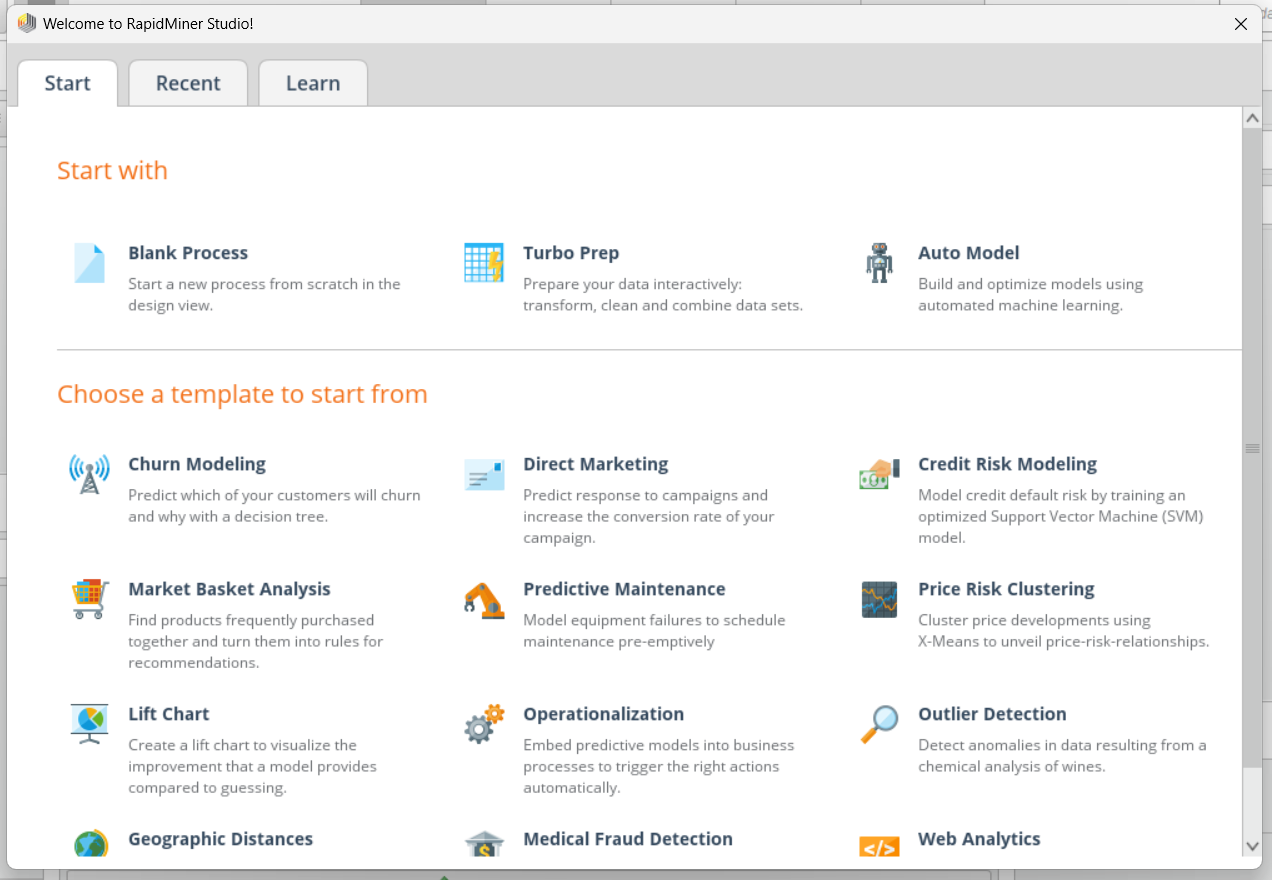 Welcome to RapidMiner Studio!
Start
Recent
Learn
Start with
Blank Process
Start a new process from scratch in the
design view.
Turbo Prep
Prepare your data interactively:
transform, clean and combine data sets.
Auto Model
Build and optimize models using
automated machine learning.
Choose a template to start from
Churn Modeling
Predict which of your customers will churn
and why with a decision tree.
Direct Marketing
Predict response to campaigns and
increase the conversion rate of your
campaign.
Credit Risk Modeling
Model credit default risk by training an
optimized Support Vector Machine (SVM)
model.
Market Basket Analysis
Find products frequently purchased
together and turn them into rules for
recommendations.
Predictive Maintenance
Model equipment failures to schedule
maintenance pre-emptively
Price Risk Clustering
Cluster price developments using
X-Means to unveil price-risk-relationships.
Lift Chart
Create a lift chart to visualize the
improvement that a model provides
compared to guessing.
Operationalization
Embed predictive models into business
processes to trigger the right actions
automatically.
Outlier Detection
Detect anomalies in data resulting from a
chemical analysis of wines.
Geographic Distances
Medical Fraud Detection
Web Analytics